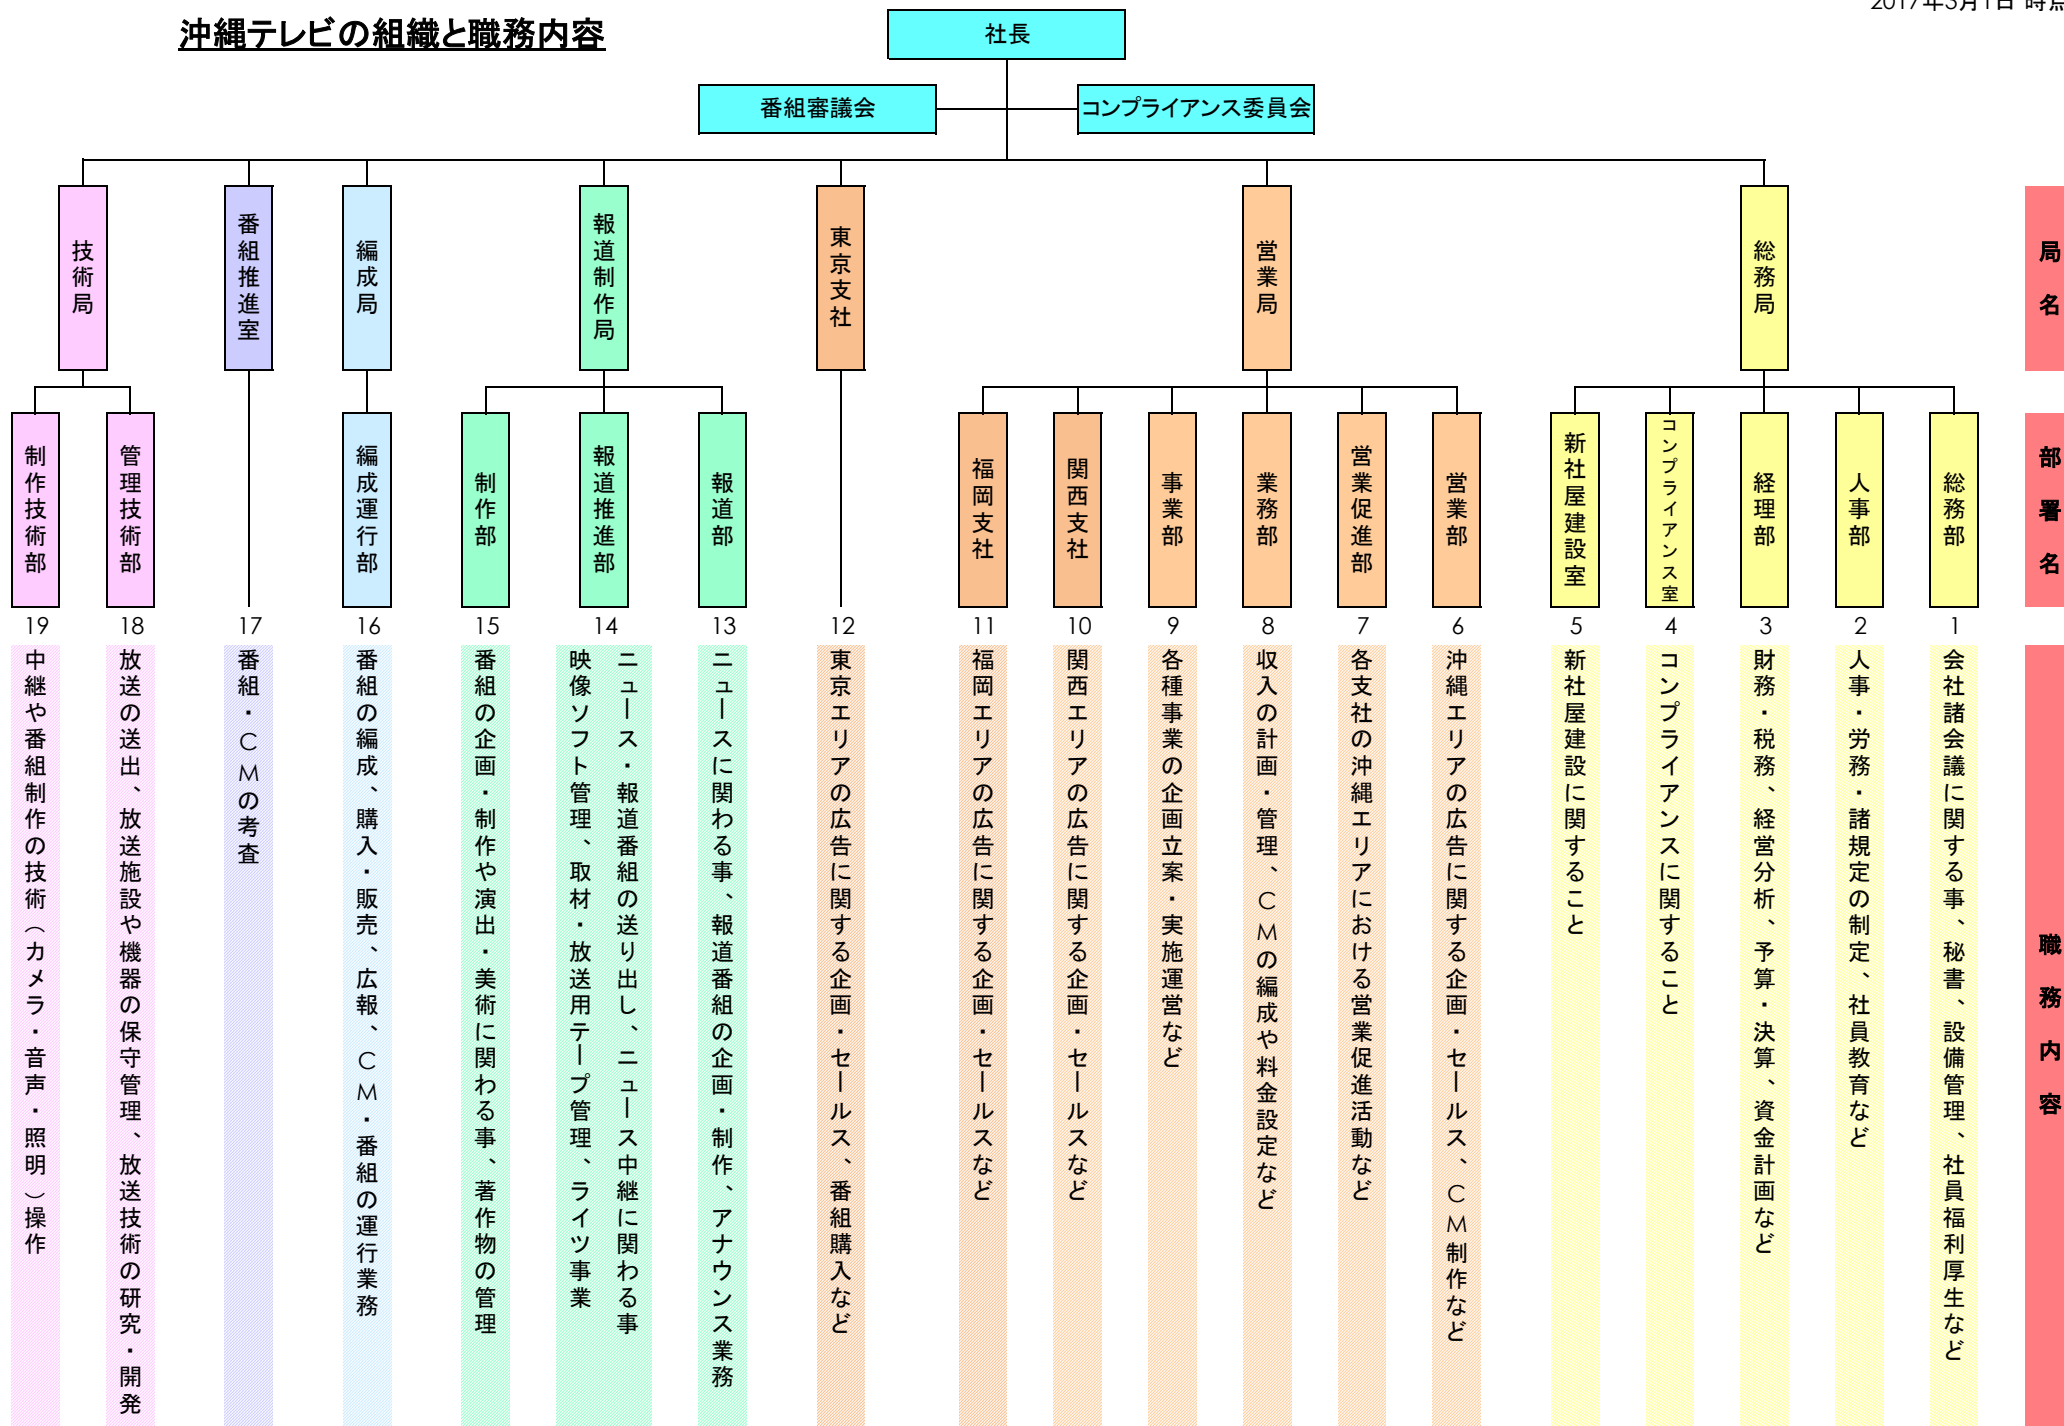 沖縄テレビの組織と職務内容
2017年3月1日 時点
社長
番組審議会
コンプライアンス委員会
局名
総務局
営業局
東京支社
報道制作局
編成局
番組推進室
技術局
部署名
総務部
人事部
経理部
コンプライアンス室
新社屋建設室
営業部
営業促進部
業務部
事業部
関西支社
福岡支社
報道部
報道推進部
制作部
編成運行部
管理技術部
制作技術部
職務内容
1
会社諸会議に関する事、秘書、設備管理、社員福利厚生など
2
人事・労務・諸規定の制定、社員教育など
3
財務・税務、経営分析、予算・決算、資金計画など
4
コンプライアンスに関すること
5
新社屋建設に関すること
6
沖縄エリアの広告に関する企画・セールス、CM制作など
7
各支社の沖縄エリアにおける営業促進活動など
8
収入の計画・管理、CMの編成や料金設定など
9
各種事業の企画立案・実施運営など
10
関西エリアの広告に関する企画・セールスなど
11
福岡エリアの広告に関する企画・セールスなど
12
東京エリアの広告に関する企画・セールス、番組購入など
13
ニュースに関わる事、報道番組の企画・制作、アナウンス業務
14
ニュース・報道番組の送り出し、ニュース中継に関わる事
映像ソフト管理、取材・放送用テープ管理、ライツ事業
15
番組の企画・制作や演出・美術に関わる事、著作物の管理
16
番組の編成、購入・販売、広報、CM・番組の運行業務
17
番組・CMの考査
18
放送の送出、放送施設や機器の保守管理、放送技術の研究・開発
19
中継や番組制作の技術（カメラ・音声・照明）操作